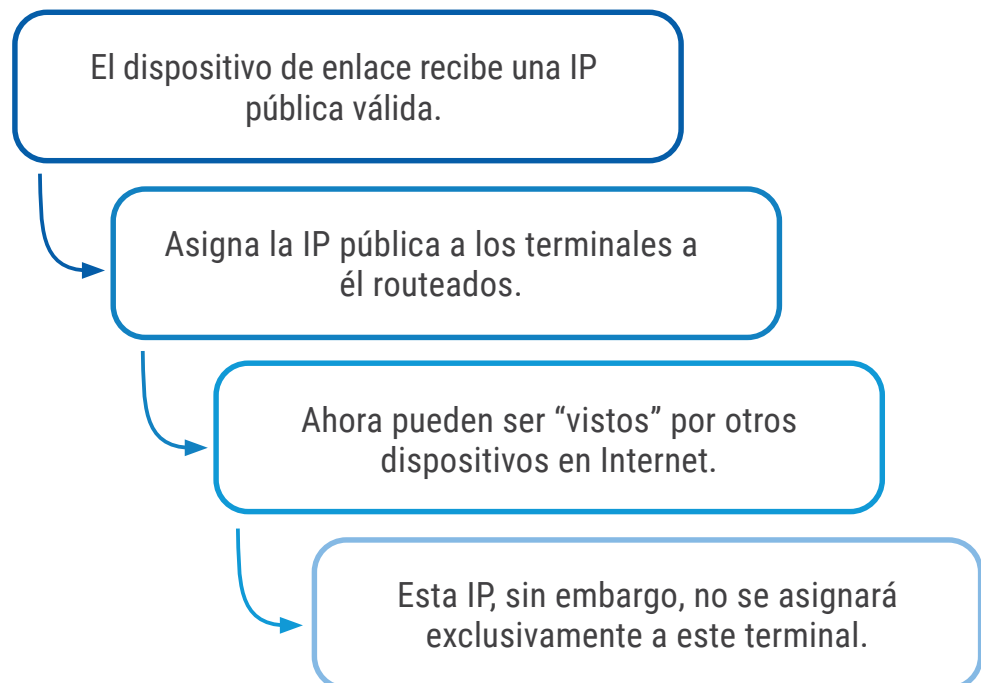 El dispositivo de enlace recibe una IP
pública válida.
Asigna la IP pública a los terminales a
él routeados.
Ahora pueden ser “vistos” por otros
dispositivos en Internet.
Esta IP, sin embargo, no se asignará
exclusivamente a este terminal.